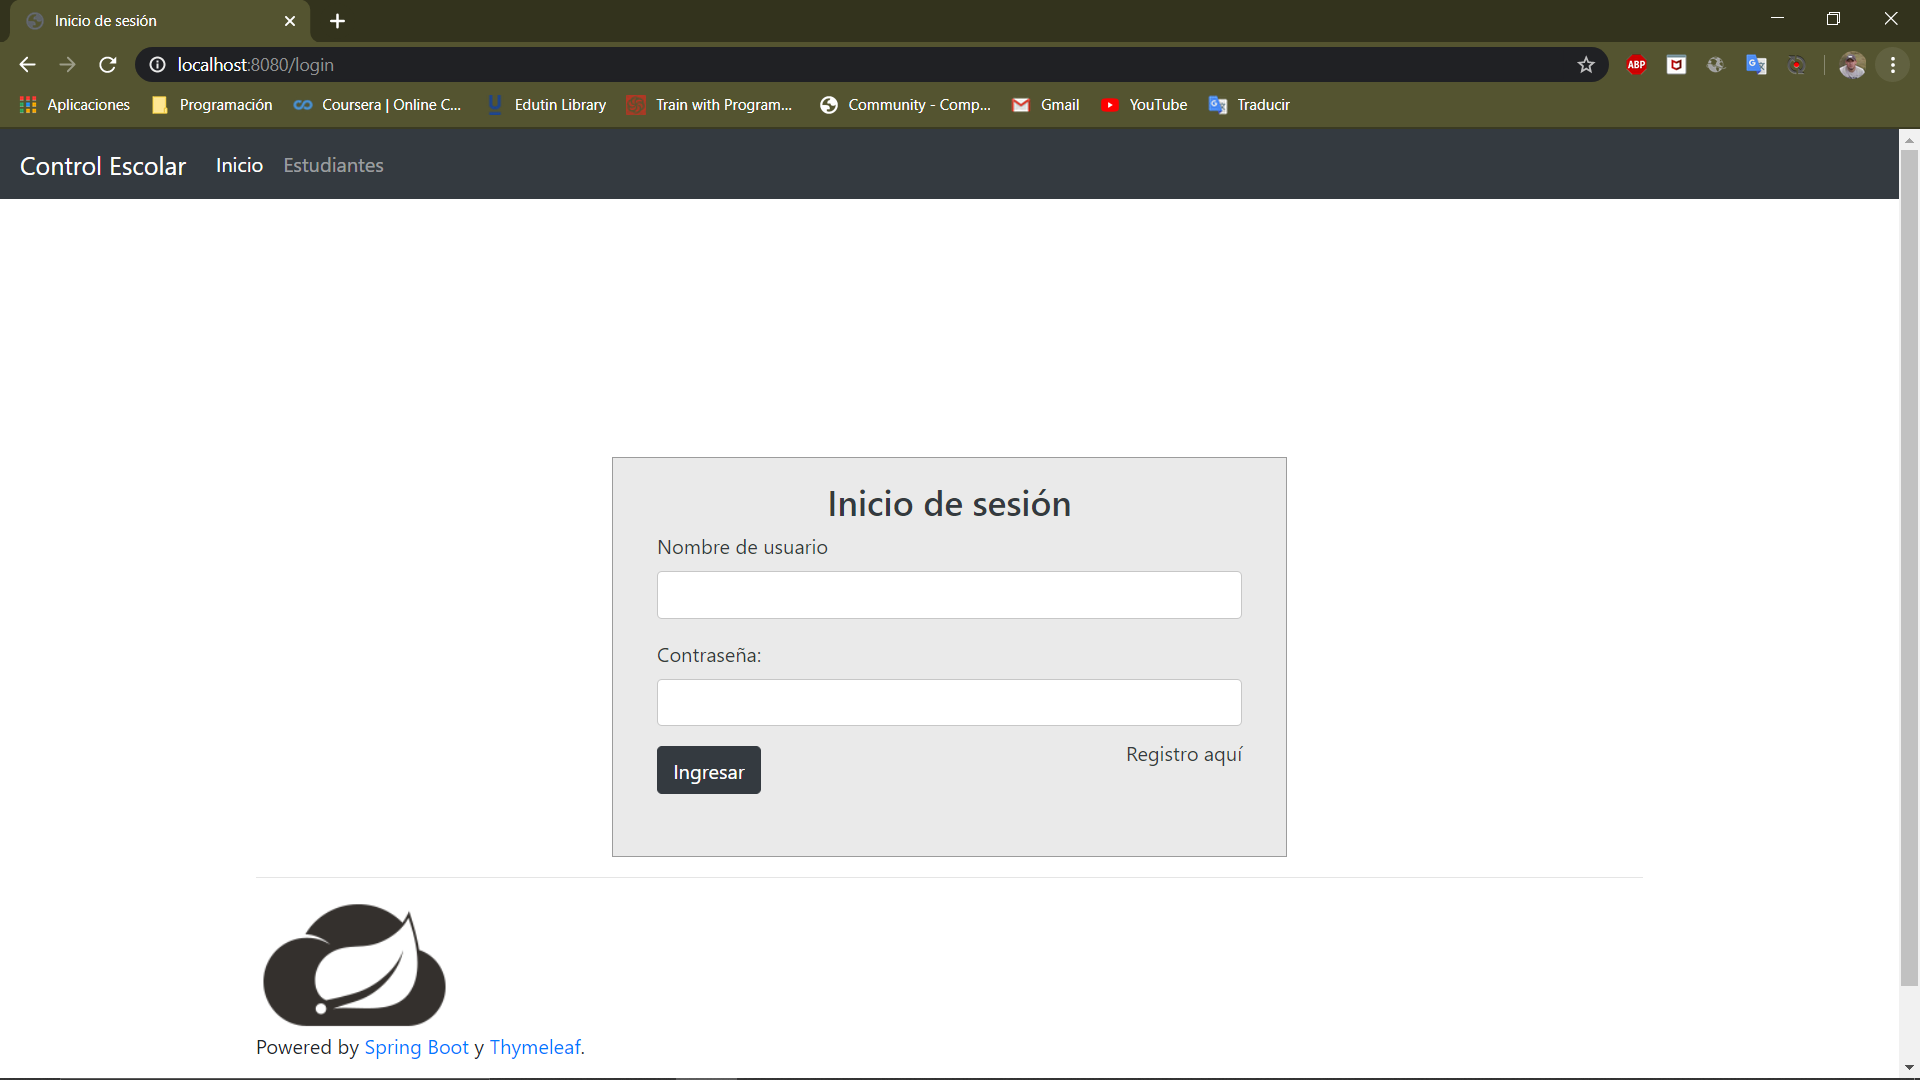 Inicio de sesión
localhost:8080/login
ABP
Aplicaciones Programación Coursera | Online C... Edutin Library Train with Program... Community - Comp... Gmail YouTube Traducir
Control Escolar Inicio Estudiantes
Inicio de sesión
Nombre de usuario
Contraseña:
Ingresar Registro aquí
Powered by Spring Boot y Thymeleaf.